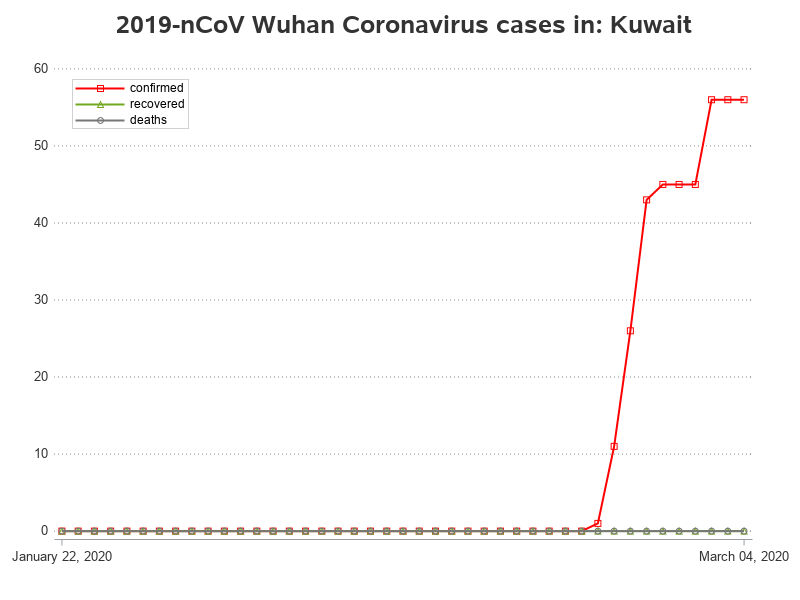 2019-nCoV Wuhan Coronavirus cases in: Kuwait
60
confirmed
recovered
deaths
50
40
30
20
10
0
January 22, 2020
March 04, 2020